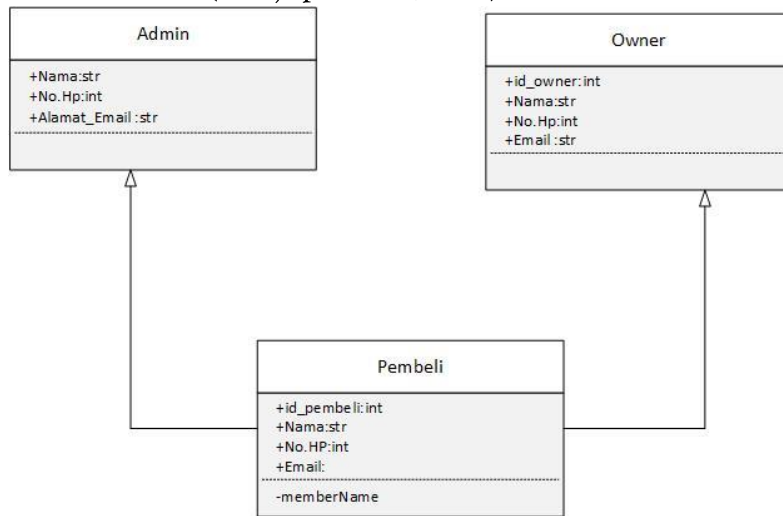 Admin
+Nama:str
+No.Hp:int
+Alamat_Email :str
Owner
+id_owner:int
+Nama:str
+No.Hp:int
+Email :str
Pembeli
+id_pembeli:int
+Nama:str
+No.HP:int
+Email:
-memberName